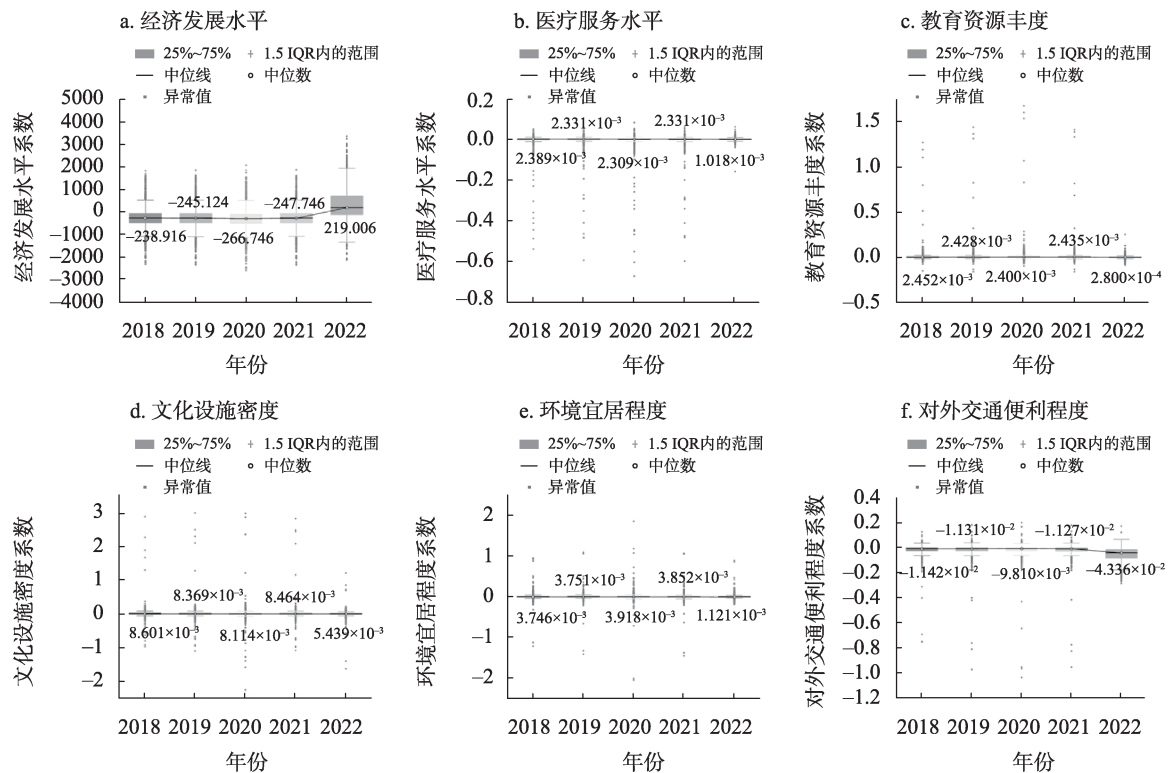 a. 经济发展水平
25%~75% 1.5 IQR内的范围
中位线 中位数
异常值
经济发展水平系数
5000
4000
3000
2000
1000
0
−1000
−2000
−3000
−4000
−238.916
−245.124
−266.746
−247.746
219.006
2018 2019 2020 2021 2022
年份
b. 医疗服务水平
25%~75% 1.5 IQR内的范围
中位线 中位数
异常值
医疗服务水平系数
0.2
0.0
−0.2
−0.4
−0.6
−0.8
2.389×10⁻³
2.331×10⁻³
2.309×10⁻³
2.331×10⁻³
1.018×10⁻³
2018 2019 2020 2021 2022
年份
c. 教育资源丰度
25%~75% 1.5 IQR内的范围
中位线 中位数
异常值
教育资源丰度系数
1.5
1.0
0.5
0.0
−0.5
2.452×10⁻³
2.428×10⁻³
2.400×10⁻³
2.435×10⁻³
2.800×10⁻⁴
2018 2019 2020 2021 2022
年份
d. 文化设施密度
25%~75% 1.5 IQR内的范围
中位线 中位数
异常值
文化设施密度系数
3
2
1
0
−1
−2
8.601×10⁻³
8.369×10⁻³
8.114×10⁻³
8.464×10⁻³
5.439×10⁻³
2018 2019 2020 2021 2022
年份
e. 环境宜居程度
25%~75% 1.5 IQR内的范围
中位线 中位数
异常值
环境宜居程度系数
2
1
0
−1
−2
3.746×10⁻³
3.751×10⁻³
3.918×10⁻³
3.852×10⁻³
1.121×10⁻³
2018 2019 2020 2021 2022
年份
f. 对外交通便利程度
25%~75% 1.5 IQR内的范围
中位线 中位数
异常值
对外交通便利程度系数
0.4
0.2
0.0
−0.2
−0.4
−0.6
−0.8
−1.0
−1.2
−1.142×10⁻²
−1.131×10⁻²
−9.810×10⁻³
−1.127×10⁻²
−4.336×10⁻²
2018 2019 2020 2021 2022
年份